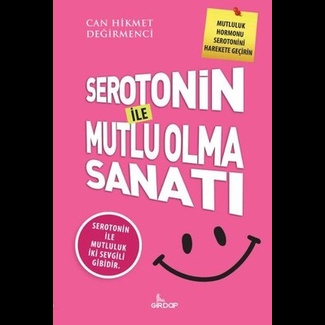 CAN HİKMET
DEĞİRMENCİ
MUTLULUK
HORMONU
SEROTONİNİ
HAREKETE GEÇİRİN
SEROTONİN
İLE
MUTLU OLMA
SANATI
SEROTONİN
İLE
MUTLULUK
İKİ SEVGİLİ
GİBİDİR.
GİRDAP